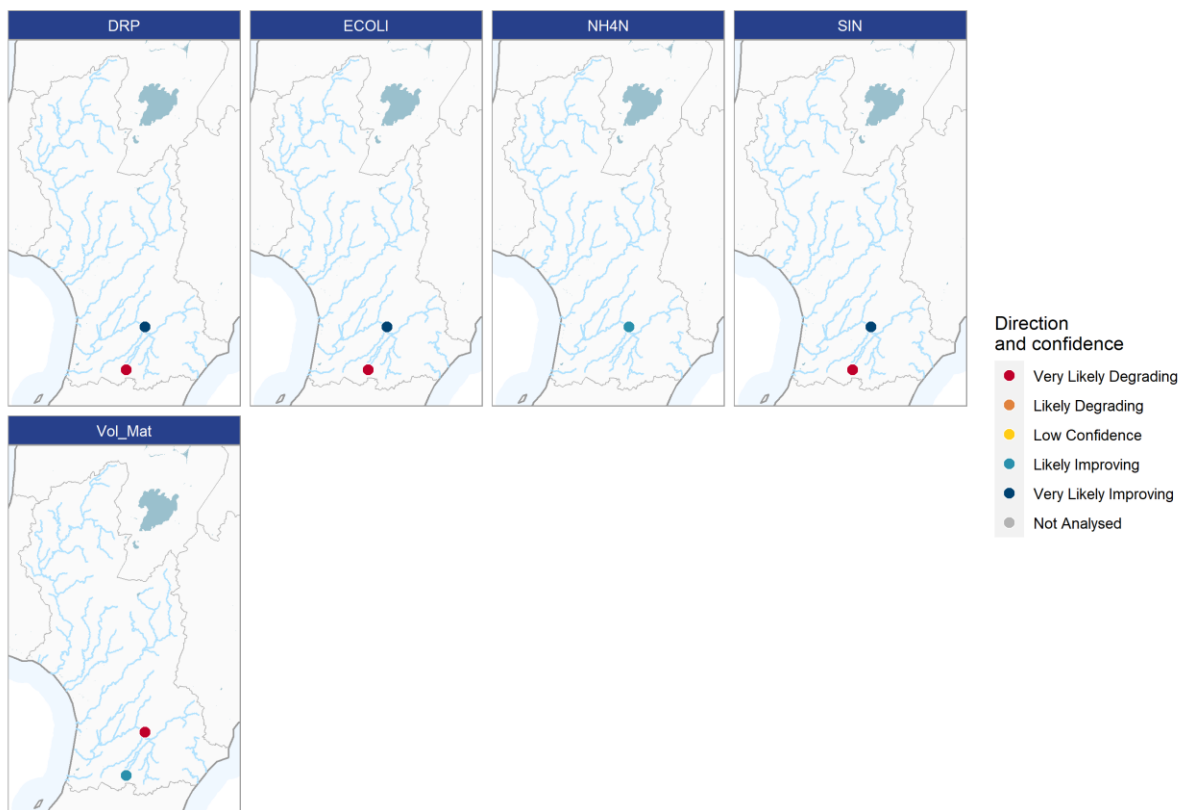 DRP
ECOLI
NH4N
SIN
Direction
and confidence
Very Likely Degrading
Likely Degrading
Low Confidence
Likely Improving
Very Likely Improving
Not Analysed
Vol_Mat